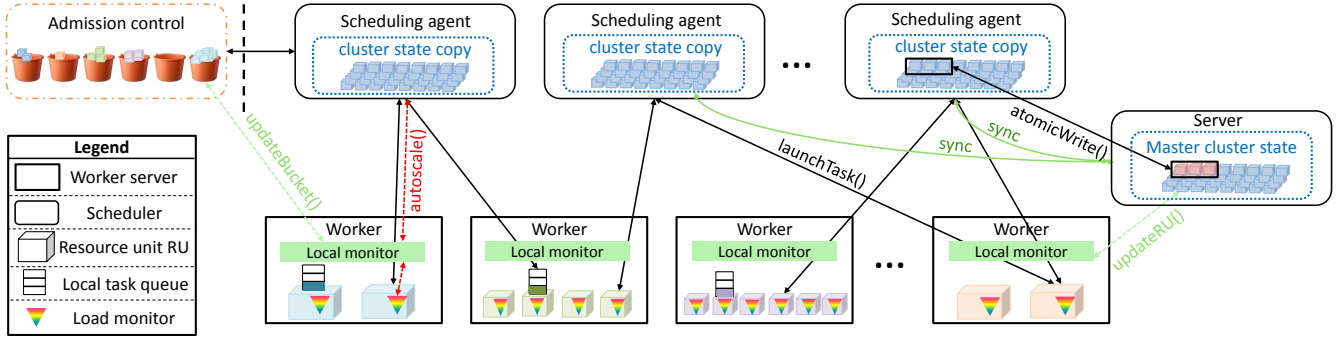 Admission control
Scheduling agent
cluster state copy
Scheduling agent
cluster state copy
...
Scheduling agent
cluster state copy
Server
Master cluster state
updateBucket()
autoscale()
launchTask()
sync
sync
atomicWrite()
updateRU()
Legend
Worker server
Scheduler
Resource unit RU
Local task queue
Load monitor
Worker
Local monitor
Worker
Local monitor
Worker
Local monitor
...
Worker
Local monitor